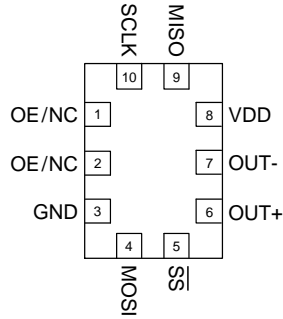 SCLK
MISO
10
9
OE/NC 1
8 VDD
OE/NC 2
7 OUT-
GND 3
6 OUT+
4
5
MOSI
S̅S̅